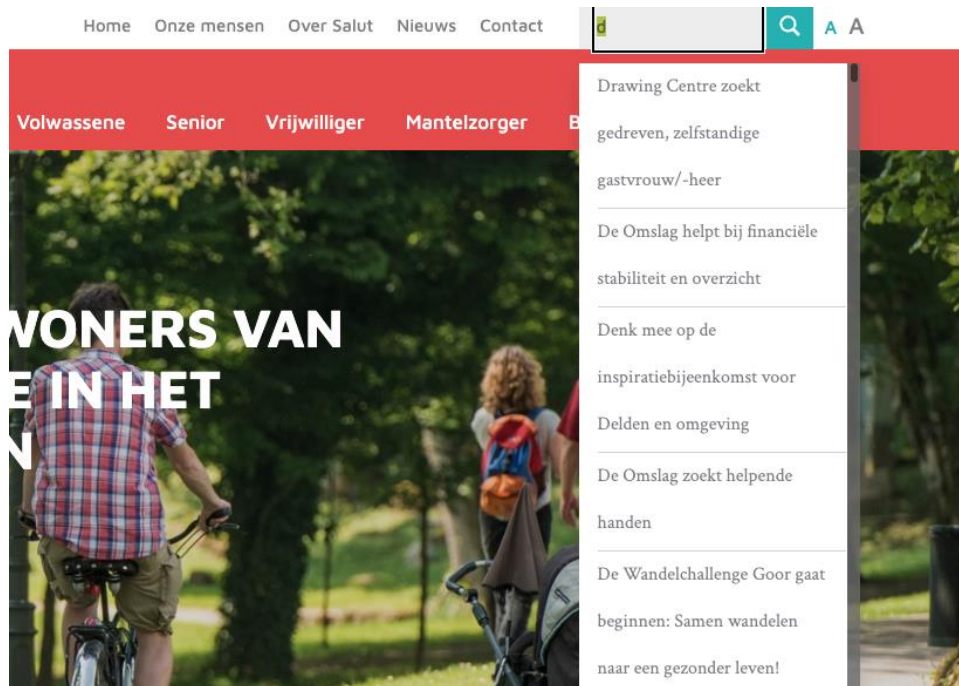 Home Onze mensen Over Salut Nieuws Contact
d
A A
Volwassene Senior Vrijwilliger Mantelzorger B
WONERS VAN
E IN HET
N
Drawing Centre zoekt
gedreven, zelfstandige
gastvrouw/-heer
De Omslag helpt bij financiële
stabiliteit en overzicht
Denk mee op de
inspiratiebijeenkomst voor
Delden en omgeving
De Omslag zoekt helpende
handen
De Wandelchallenge Goor gaat
beginnen: Samen wandelen
naar een gezonder leven!